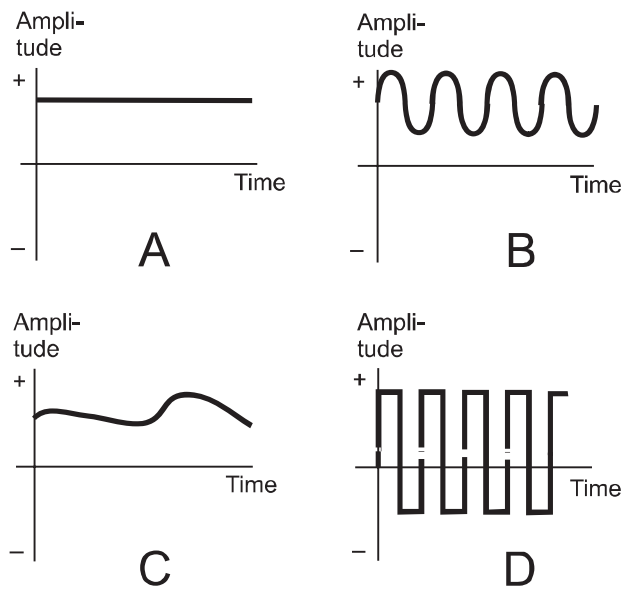 Ampli-
tude
+
Time
–
A
Ampli-
tude
+
Time
–
B
Ampli-
tude
+
Time
–
C
Ampli-
tude
+
Time
–
D